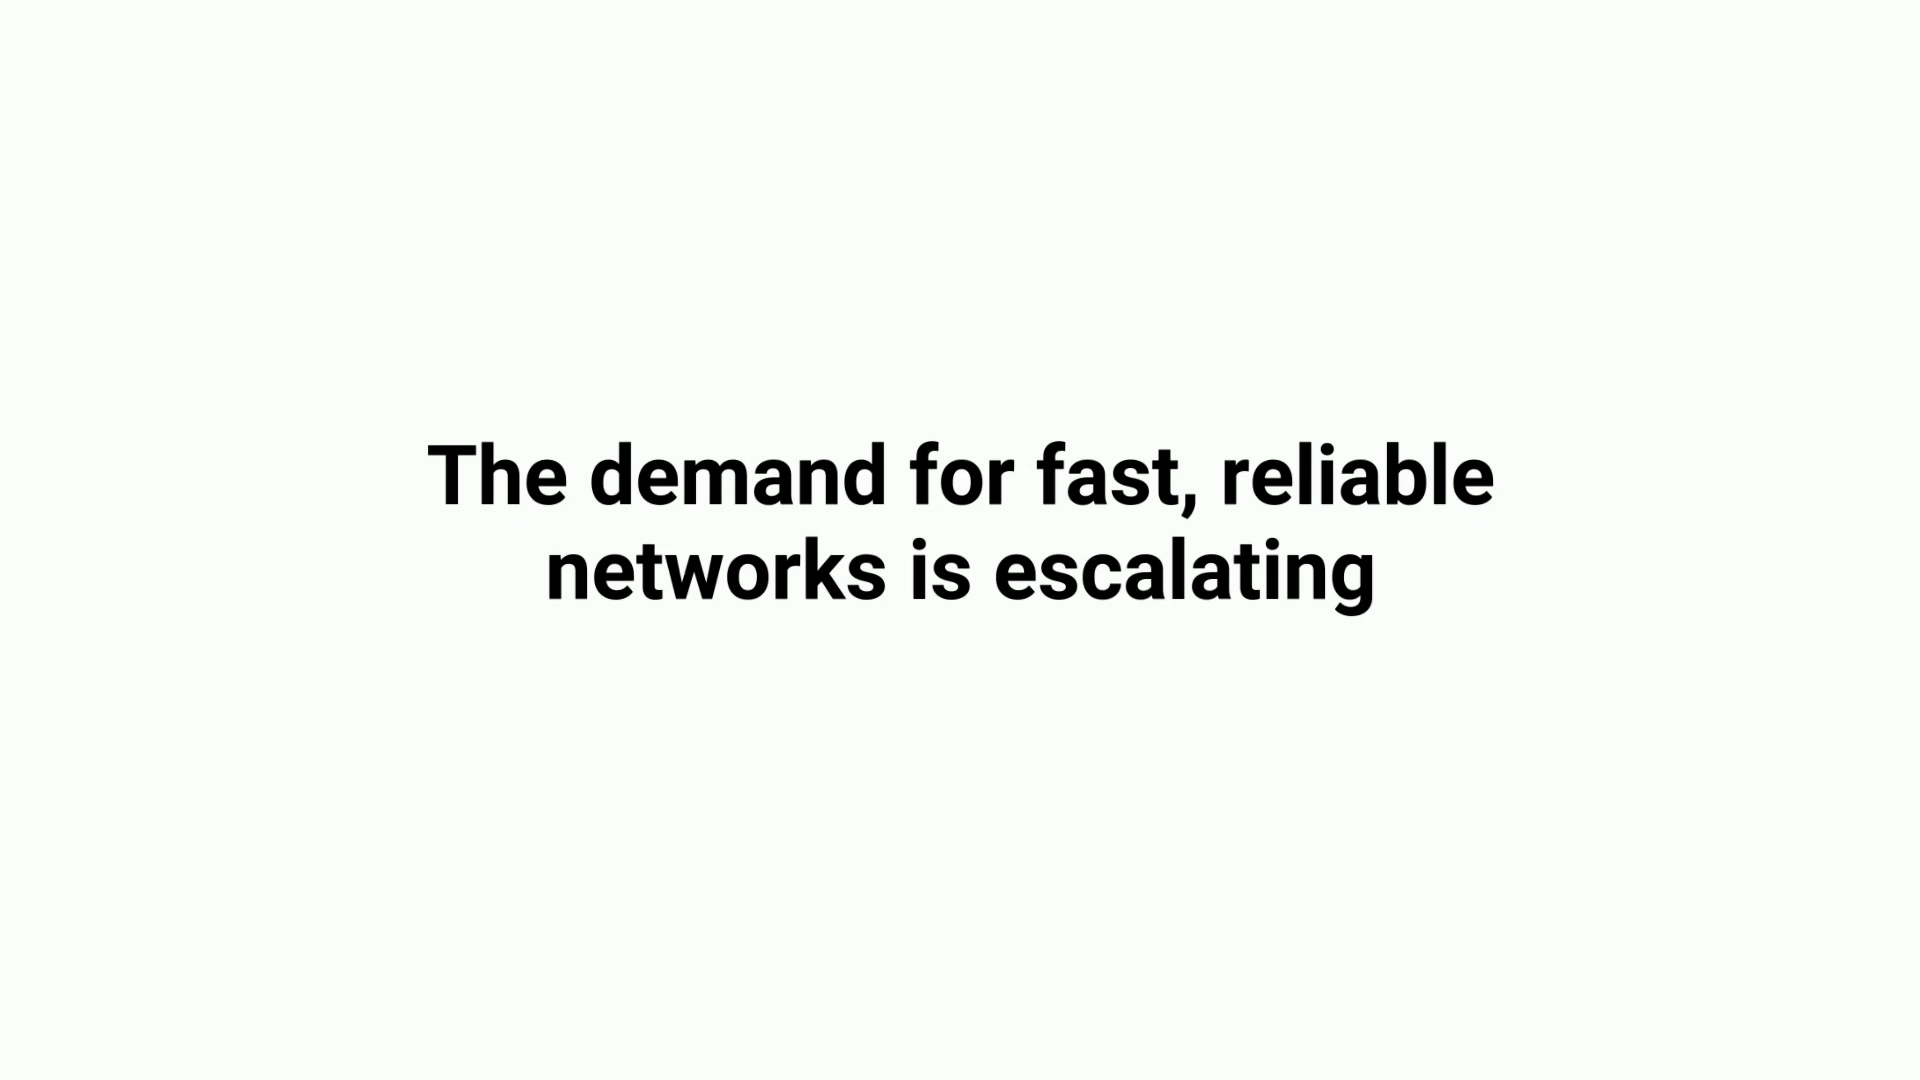 The demand for fast, reliable
networks is escalating